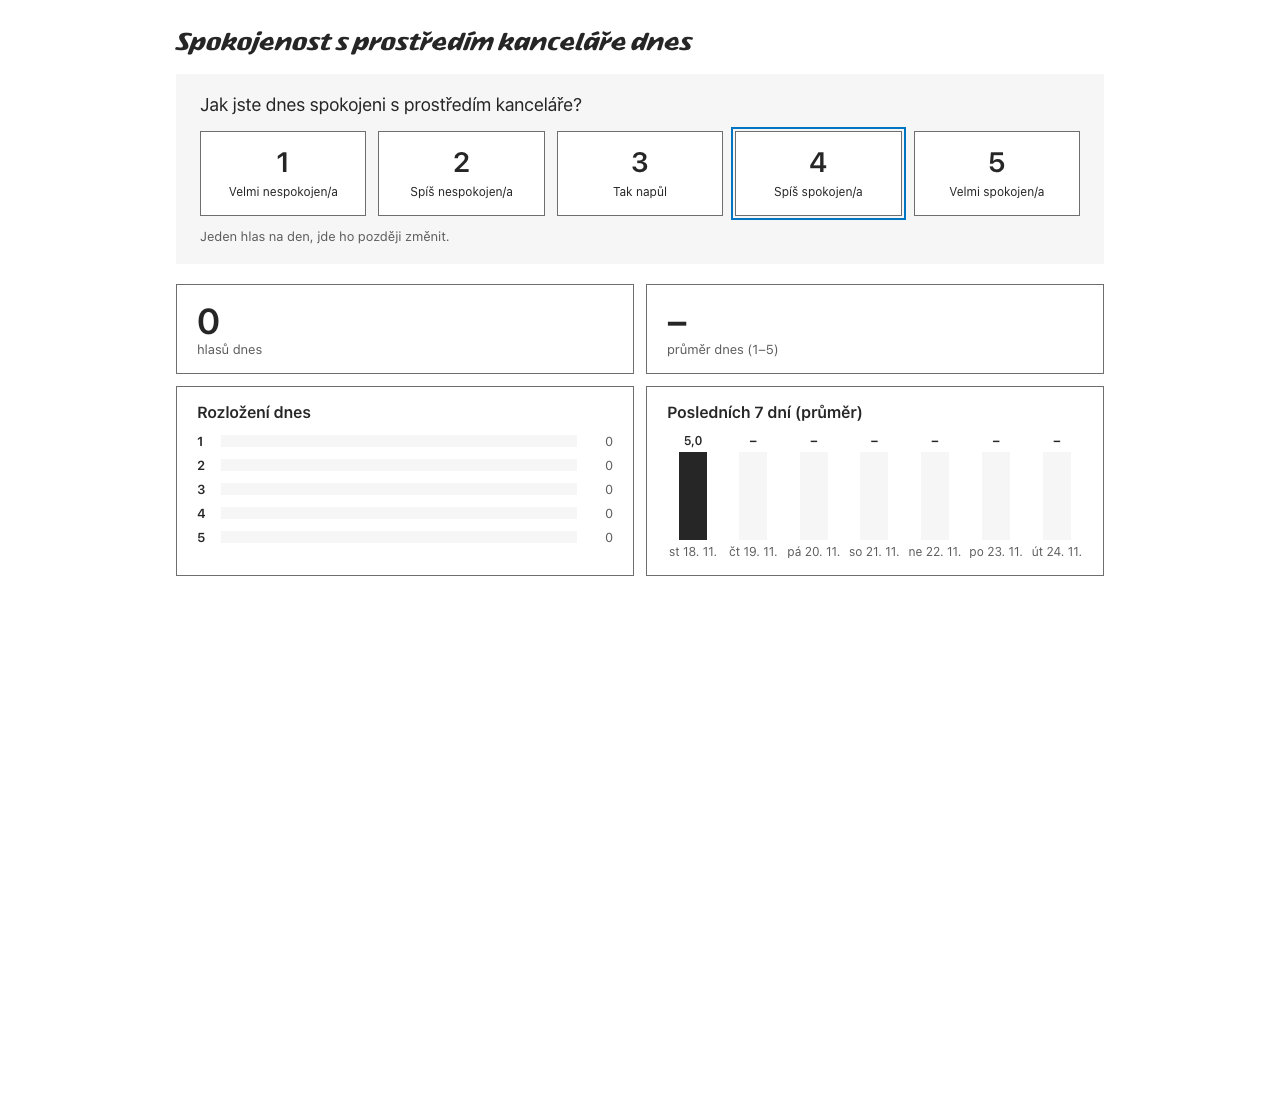 Spokojenost s prostředím kanceláře dnes
Jak jste dnes spokojeni s prostředím kanceláře?
1
Velmi nespokojen/a
2
Spíš nespokojen/a
3
Tak napůl
4
Spíš spokojen/a
5
Velmi spokojen/a
Jeden hlas na den, jde ho později změnit.
0
hlasů dnes
–
průměr dnes (1–5)
Rozložení dnes
1 0
2 0
3 0
4 0
5 0
Posledních 7 dní (průměr)
5,0 – – – – – –
st 18. 11. čt 19. 11. pá 20. 11. so 21. 11. ne 22. 11. po 23. 11. út 24. 11.